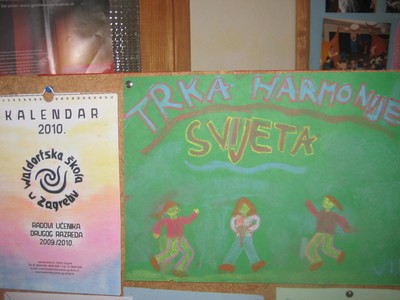 KALENDAR
2010.
waldorfska škola
u Zagrebu
RADOVI UČENIKA
DRUGOG RAZREDA
2009./2010.
TRKA HARMONIJE
SVIJETA